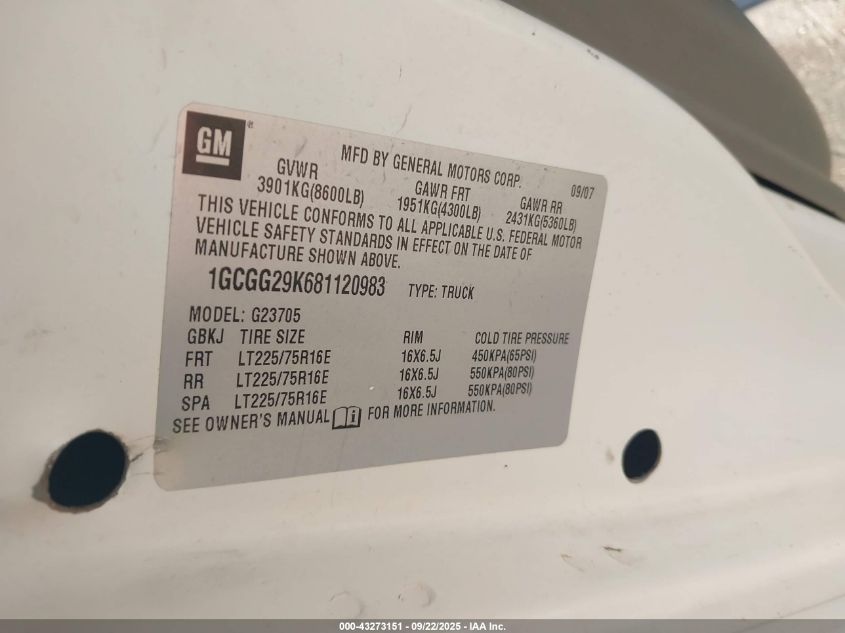 GM
MFD BY GENERAL MOTORS CORP. 09/07
GVWR GAWR FRT GAWR RR
3901KG(8600LB) 1951KG(4300LB) 2431KG(5360LB)
THIS VEHICLE CONFORMS TO ALL APPLICABLE U.S. FEDERAL MOTOR
VEHICLE SAFETY STANDARDS IN EFFECT ON THE DATE OF
MANUFACTURE SHOWN ABOVE.
1GCGG29K681120983 TYPE: TRUCK
MODEL: G23705
GBKJ TIRE SIZE RIM COLD TIRE PRESSURE
FRT LT225/75R16E 16X6.5J 450KPA(65PSI)
RR LT225/75R16E 16X6.5J 550KPA(80PSI)
SPA LT225/75R16E 16X6.5J 550KPA(80PSI)
SEE OWNER'S MANUAL FOR MORE INFORMATION.
000-43273151 - 09/22/2025 - IAA Inc.